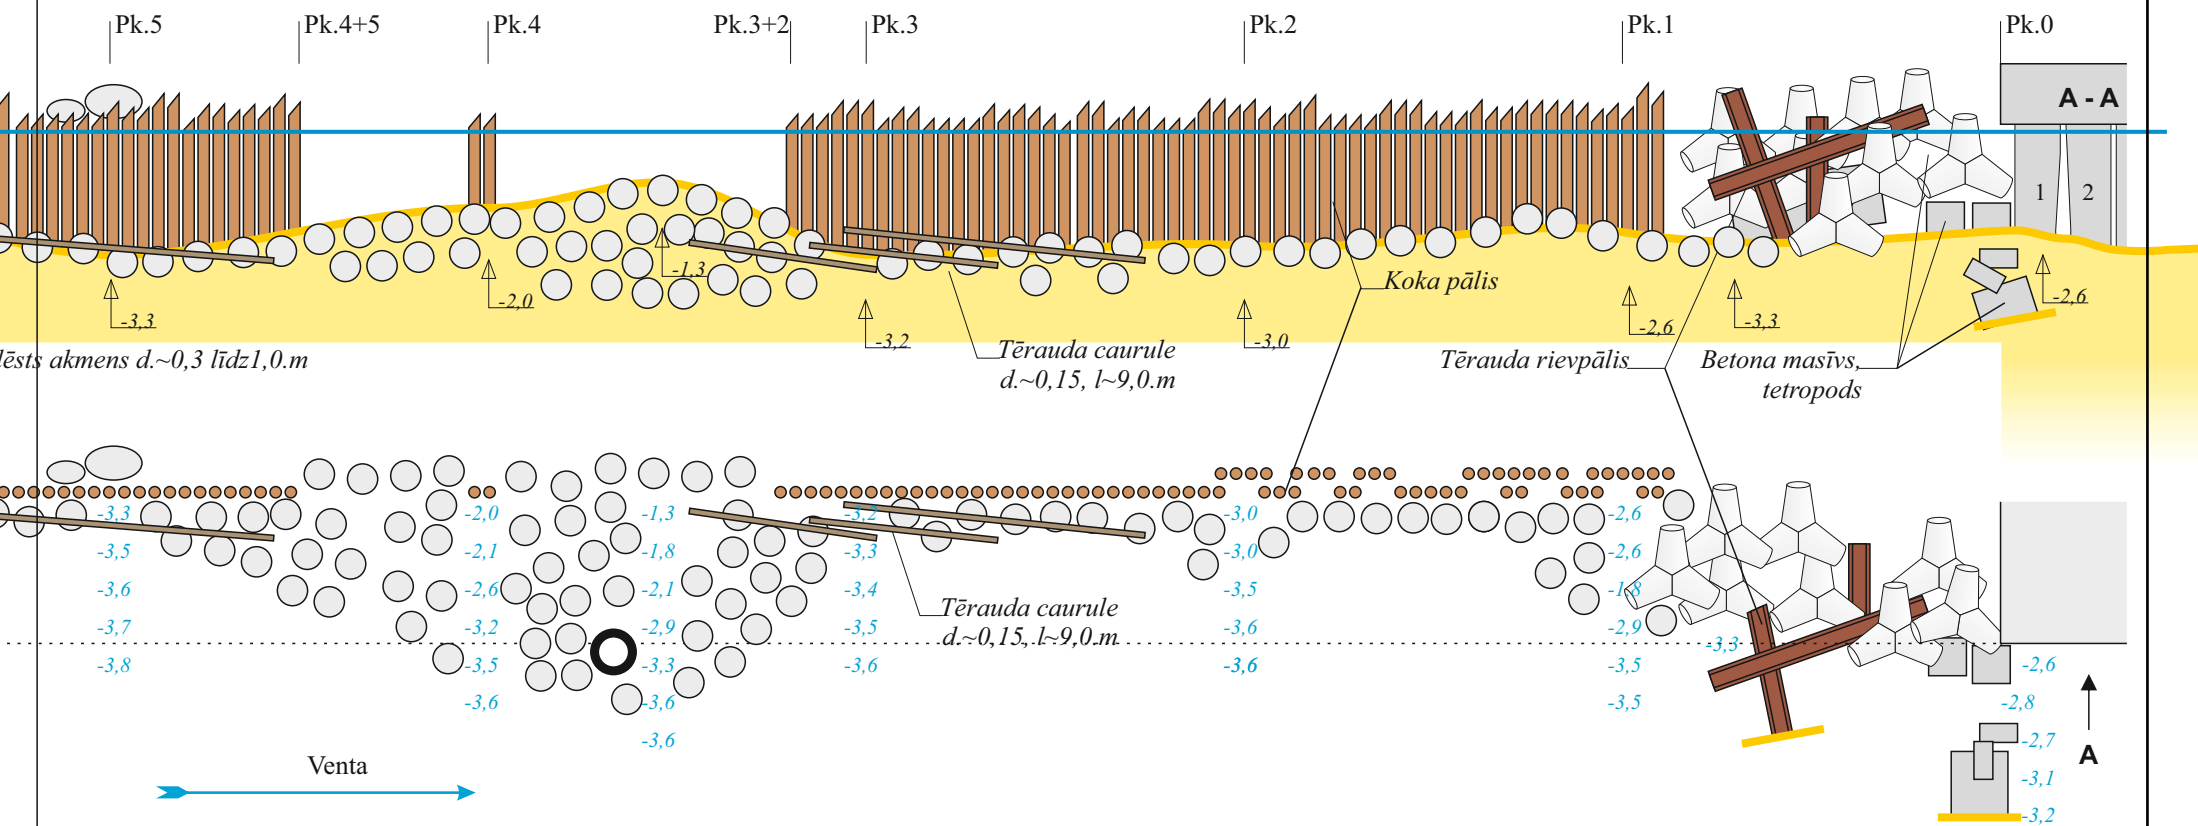 Pk.5
Pk.4+5
Pk.4
Pk.3+2
Pk.3
Pk.2
Pk.1
Pk.0
A - A
1
2
-1,3
-2,0
-3,3
-3,2
-3,0
-2,6
-3,3
-2,6
Koka pālis
akmens d.~0,3 līdz1,0.m
Tērauda caurule
d.~0,15, l~9,0.m
Tērauda rievpālis
Betona masīvs,
tetropods
-3,3
-3,5
-3,6
-3,7
-3,8
-2,0
-2,1
-2,6
-3,2
-3,5
-3,6
-1,3
-1,8
-2,1
-2,9
-3,3
-3,6
-3,6
-3,2
-3,3
-3,4
-3,5
-3,6
Tērauda caurule
d.~0,15, l~9,0.m
-3,0
-3,0
-3,5
-3,6
-3,6
-2,6
-2,6
-1,8
-2,9
-3,5
-3,5
-3,3
-2,6
-2,8
-2,7
-3,1
-3,2
A
Venta